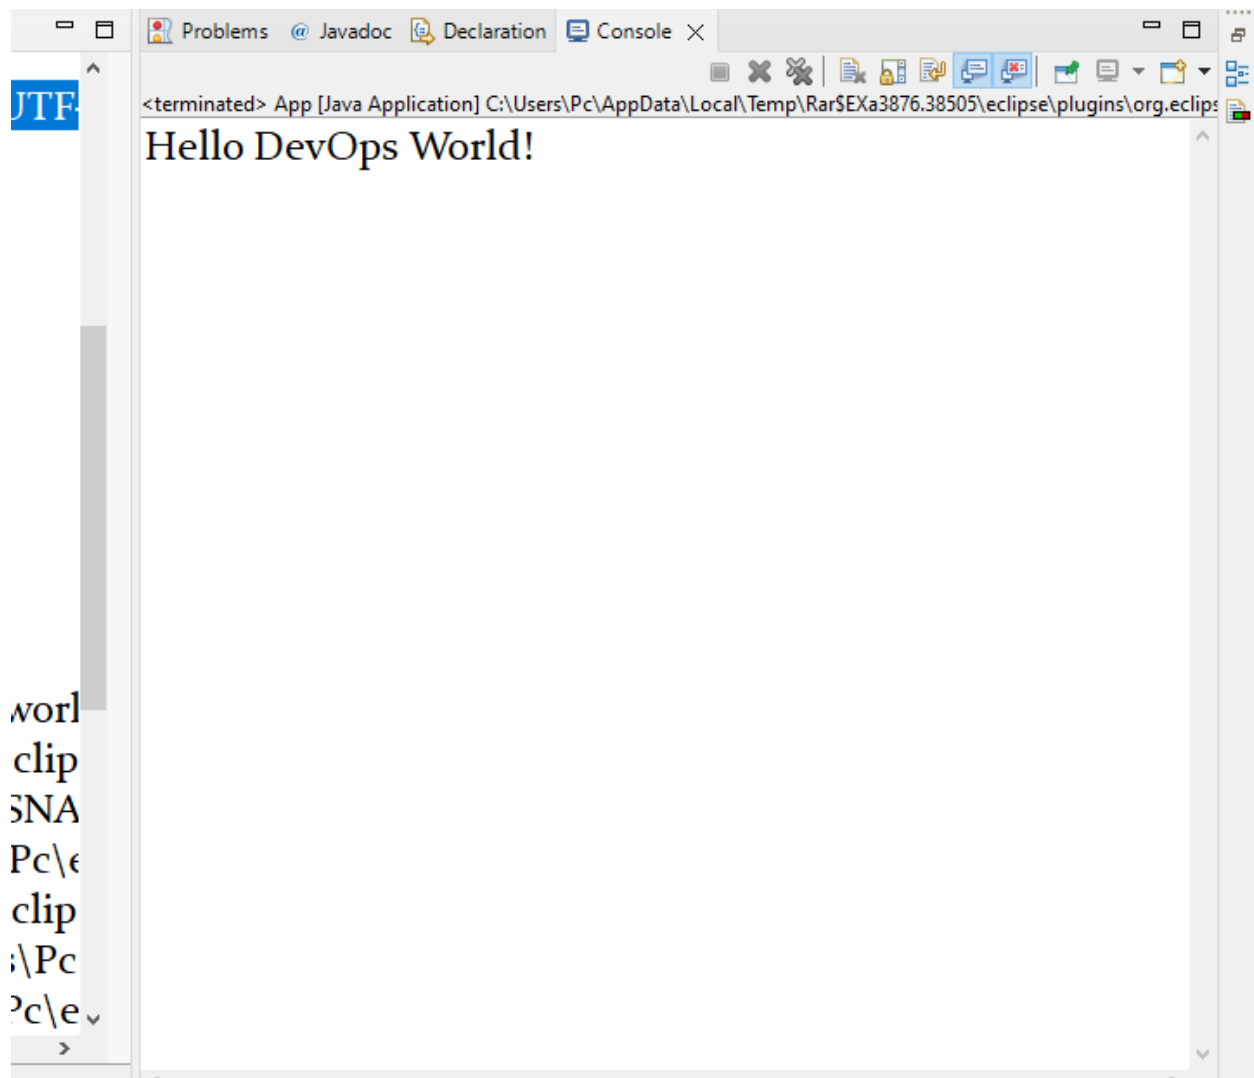 Problems @ Javadoc Declaration Console
UTF-
<terminated> App [Java Application] C:\Users\Pc\AppData\Local\Temp\Rar$EXa3876.38505\eclipse\plugins\org.eclips
Hello DevOps World!
worl
clip
SNA
Pc\e
clip
s\Pc
Pc\e